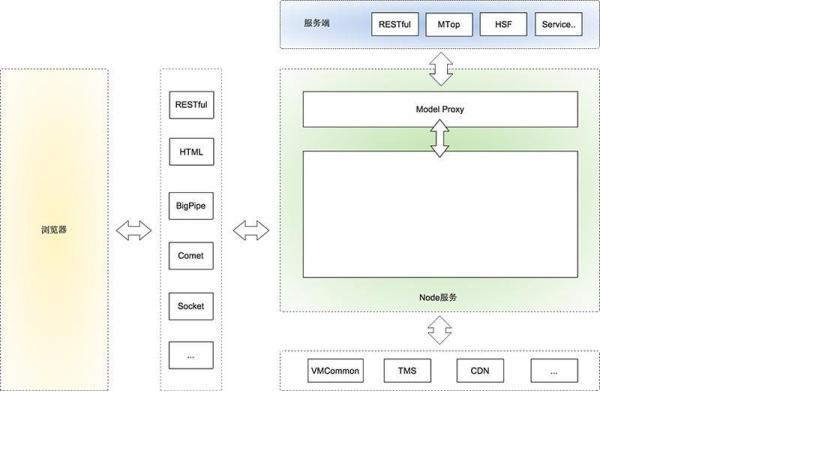 服务端
RESTful
MTop
HSF
Service..
Model Proxy
RESTful
HTML
BigPipe
浏览器
Comet
Socket
...
Node服务
VMCommon
TMS
CDN
...